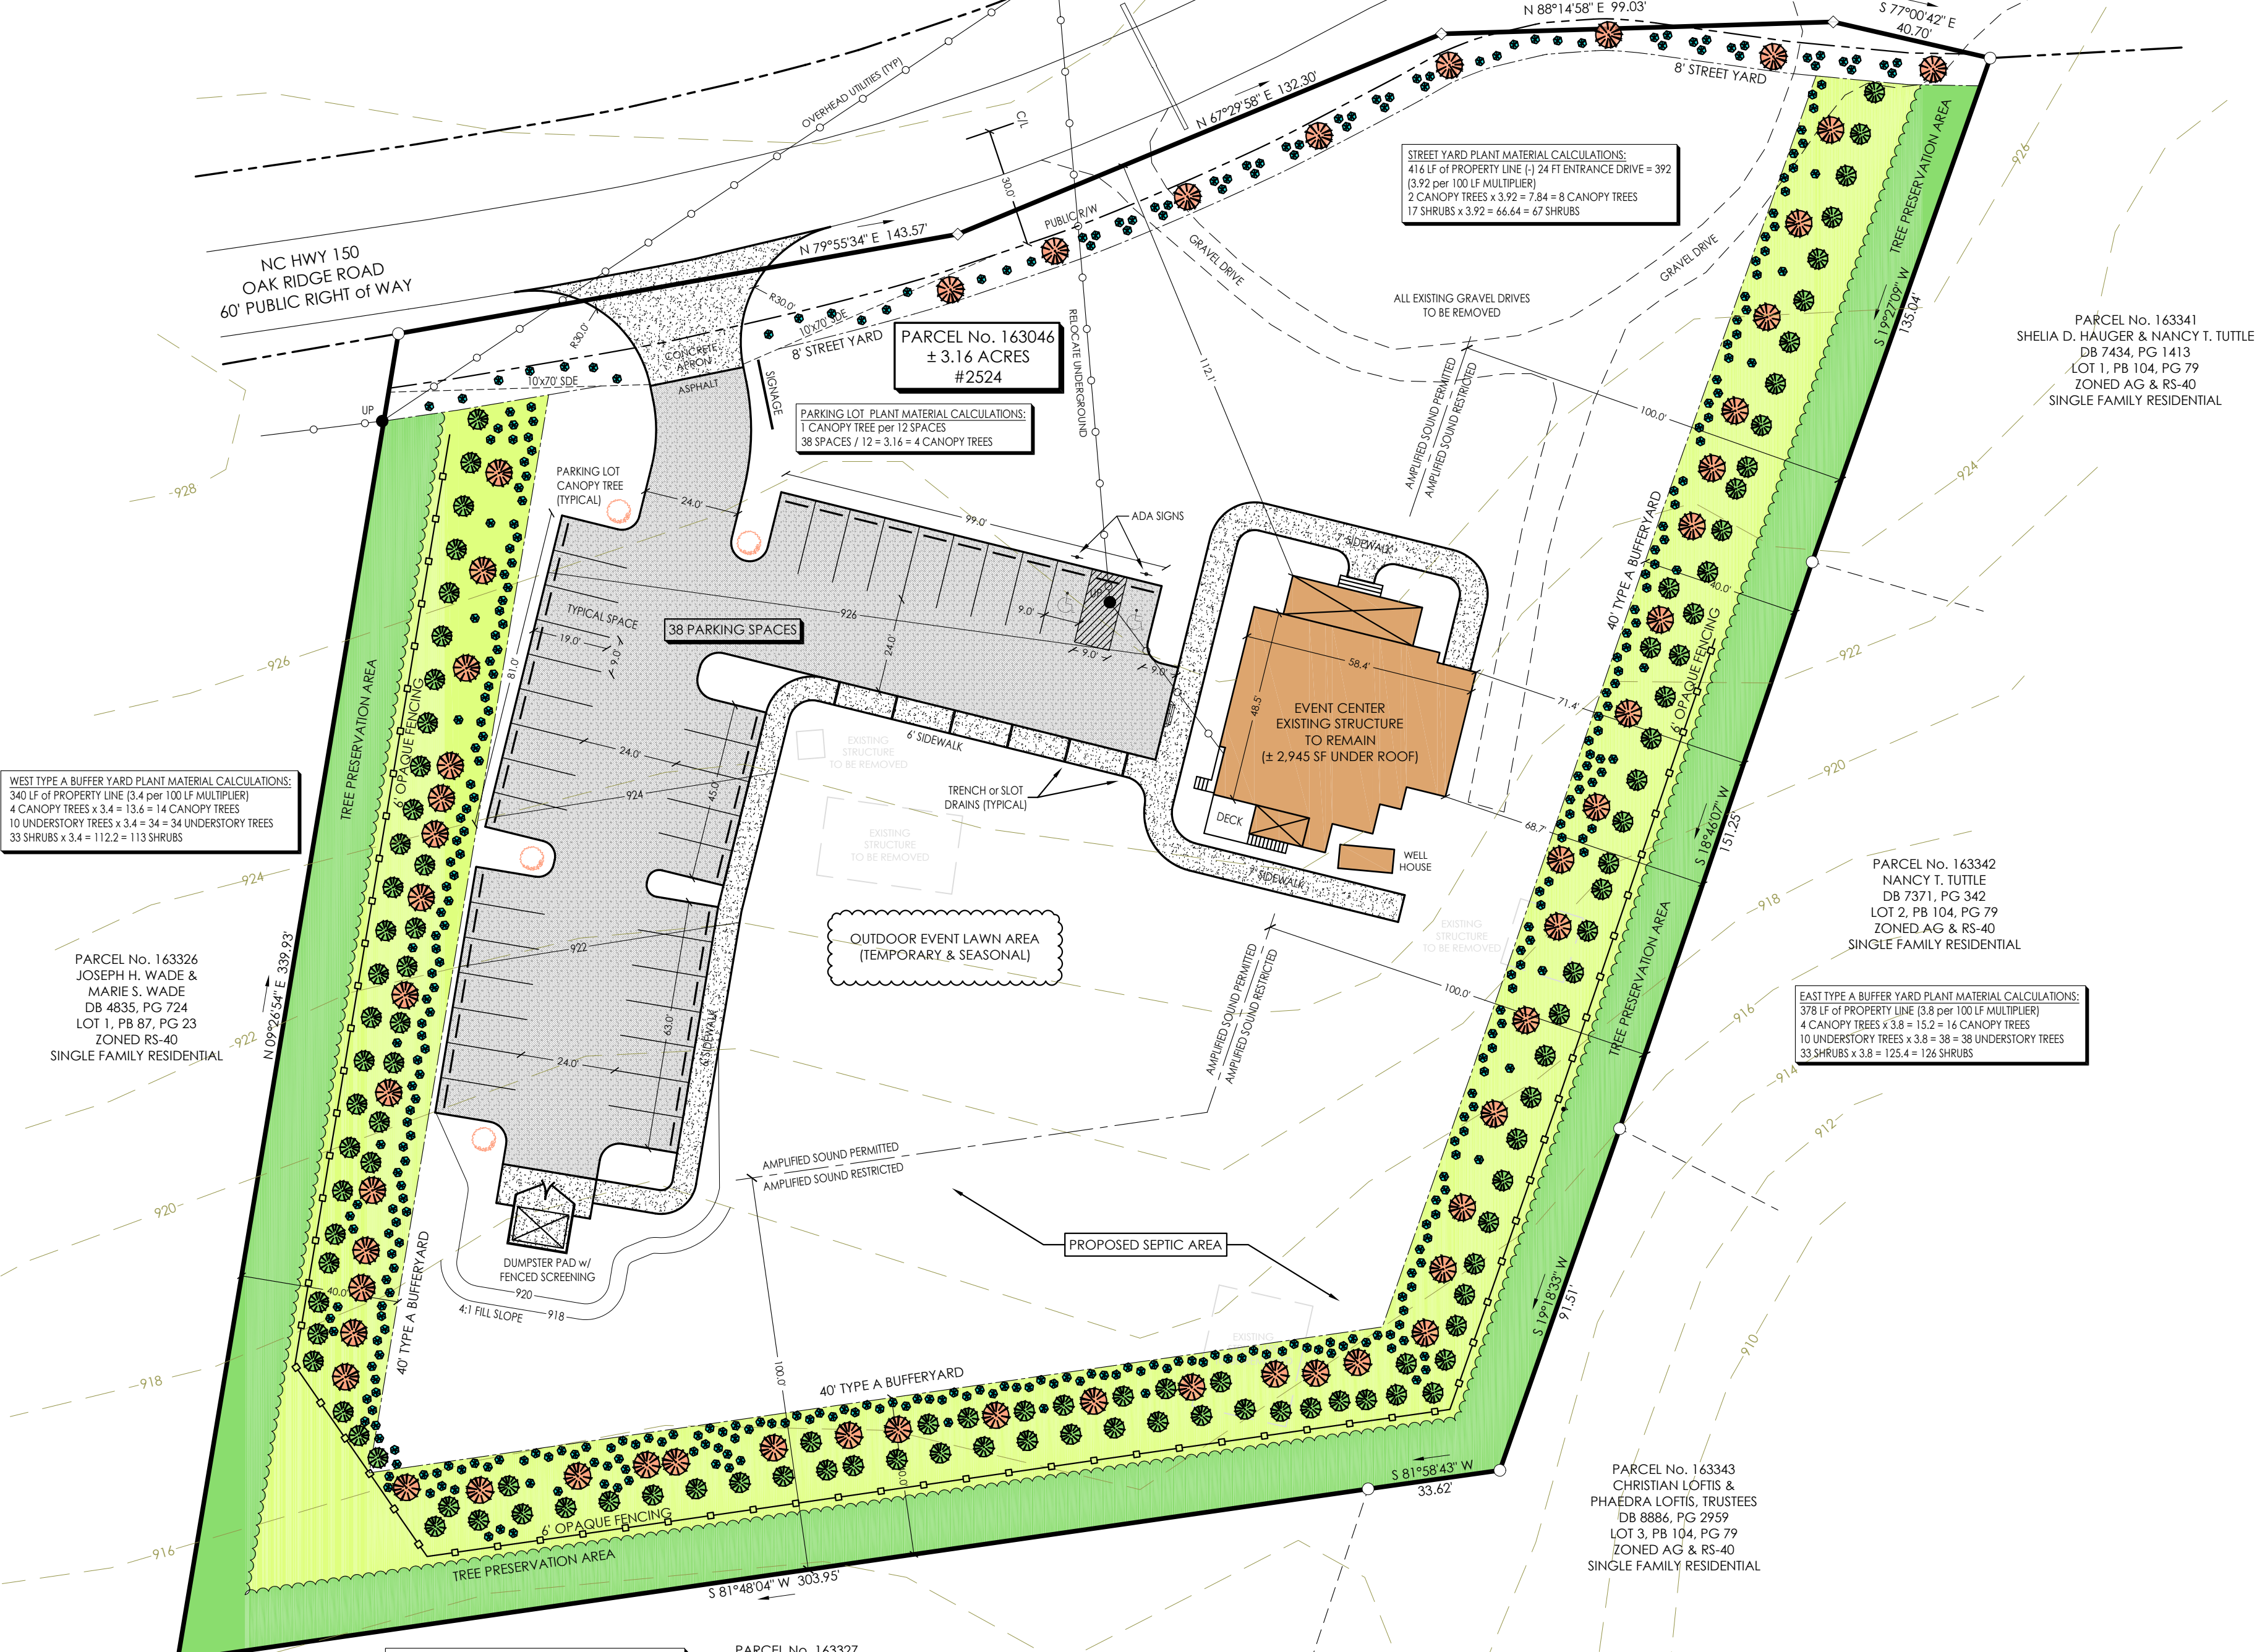 N 88°14'58" E 99.03'
S 77°00'42" E
40.70'
OVERHEAD UTILITIES (TYP)
8' STREET YARD
N 67°29'58" E 132.30'
C/L
30.0'
PUBLIC R/W
TREE PRESERVATION AREA
926
STREET YARD PLANT MATERIAL CALCULATIONS:
416 LF of PROPERTY LINE (-) 24 FT ENTRANCE DRIVE = 392
(3.92 per 100 LF MULTIPLIER)
2 CANOPY TREES x 3.92 = 7.84 = 8 CANOPY TREES
17 SHRUBS x 3.92 = 66.64 = 67 SHRUBS
NC HWY 150
OAK RIDGE ROAD
60' PUBLIC RIGHT of WAY
N 79°55'34" E 143.57'
GRAVEL DRIVE
GRAVEL DRIVE
ALL EXISTING GRAVEL DRIVES
TO BE REMOVED
S 19°27'09" W
135.04'
R30.0'
R30.0'
10'x70' SDE
8' STREET YARD
CONCRETE
APRON
ASPHALT
10'x70' SDE
SIGNAGE
UP
RELOCATE UNDERGROUND
112.1'
PARCEL No. 163046
± 3.16 ACRES
#2524
PARKING LOT PLANT MATERIAL CALCULATIONS:
1 CANOPY TREE per 12 SPACES
38 SPACES / 12 = 3.16 = 4 CANOPY TREES
PARCEL No. 163341
SHELIA D. HAUGER & NANCY T. TUTTLE
DB 7434, PG 1413
LOT 1, PB 104, PG 79
ZONED AG & RS-40
SINGLE FAMILY RESIDENTIAL
AMPLIFIED SOUND PERMITTED
AMPLIFIED SOUND RESTRICTED
100.0'
928
924
PARKING LOT
CANOPY TREE
(TYPICAL)
24.0'
99.0'
ADA SIGNS
7' SIDEWALK
40' TYPE A BUFFERYARD
40.0'
TYPICAL SPACE
19.0'
9.0'
81.0'
38 PARKING SPACES
926
24.0'
9.0'
UP
9.0'
9.0'
926
922
58.4'
48.5'
EVENT CENTER
EXISTING STRUCTURE
TO REMAIN
(± 2,945 SF UNDER ROOF)
71.4'
68.7'
6' OPAQUE FENCING
920
TREE PRESERVATION AREA
6' OPAQUE FENCING
24.0'
924
45.0'
6' SIDEWALK
EXISTING
STRUCTURE
TO BE REMOVED
EXISTING
STRUCTURE
TO BE REMOVED
TRENCH or SLOT
DRAINS (TYPICAL)
DECK
WELL
HOUSE
7' SIDEWALK
WEST TYPE A BUFFER YARD PLANT MATERIAL CALCULATIONS:
340 LF of PROPERTY LINE (3.4 per 100 LF MULTIPLIER)
4 CANOPY TREES x 3.4 = 13.6 = 14 CANOPY TREES
10 UNDERSTORY TREES x 3.4 = 34 = 34 UNDERSTORY TREES
33 SHRUBS x 3.4 = 112.2 = 113 SHRUBS
S 18°46'07" W
151.25'
924
918
PARCEL No. 163342
NANCY T. TUTTLE
DB 7371, PG 342
LOT 2, PB 104, PG 79
ZONED AG & RS-40
SINGLE FAMILY RESIDENTIAL
OUTDOOR EVENT LAWN AREA
(TEMPORARY & SEASONAL)
EXISTING
STRUCTURE
TO BE REMOVED
AMPLIFIED SOUND PERMITTED
AMPLIFIED SOUND RESTRICTED
100.0'
TREE PRESERVATION AREA
922
PARCEL No. 163326
JOSEPH H. WADE &
MARIE S. WADE
DB 4835, PG 724
LOT 1, PB 87, PG 23
ZONED RS-40
SINGLE FAMILY RESIDENTIAL
N 09°26'54" E 339.93'
922
63.0'
24.0'
6' SIDEWALK
EAST TYPE A BUFFER YARD PLANT MATERIAL CALCULATIONS:
378 LF of PROPERTY LINE (3.8 per 100 LF MULTIPLIER)
4 CANOPY TREES x 3.8 = 15.2 = 16 CANOPY TREES
10 UNDERSTORY TREES x 3.8 = 38 = 38 UNDERSTORY TREES
33 SHRUBS x 3.8 = 125.4 = 126 SHRUBS
916
914
912
AMPLIFIED SOUND PERMITTED
AMPLIFIED SOUND RESTRICTED
920
PROPOSED SEPTIC AREA
DUMPSTER PAD w/
FENCED SCREENING
920
918
4:1 FILL SLOPE
40.0'
40' TYPE A BUFFERYARD
S 19°18'33" W
91.51'
EXISTING
910
918
100.0'
40' TYPE A BUFFERYARD
S 81°58'43" W
33.62'
PARCEL No. 163343
CHRISTIAN LOFTIS &
PHAEDRA LOFTIS, TRUSTEES
DB 8886, PG 2959
LOT 3, PB 104, PG 79
ZONED AG & RS-40
SINGLE FAMILY RESIDENTIAL
916
6' OPAQUE FENCING
TREE PRESERVATION AREA
S 81°48'04" W 303.95'
PARCEL No. 163327